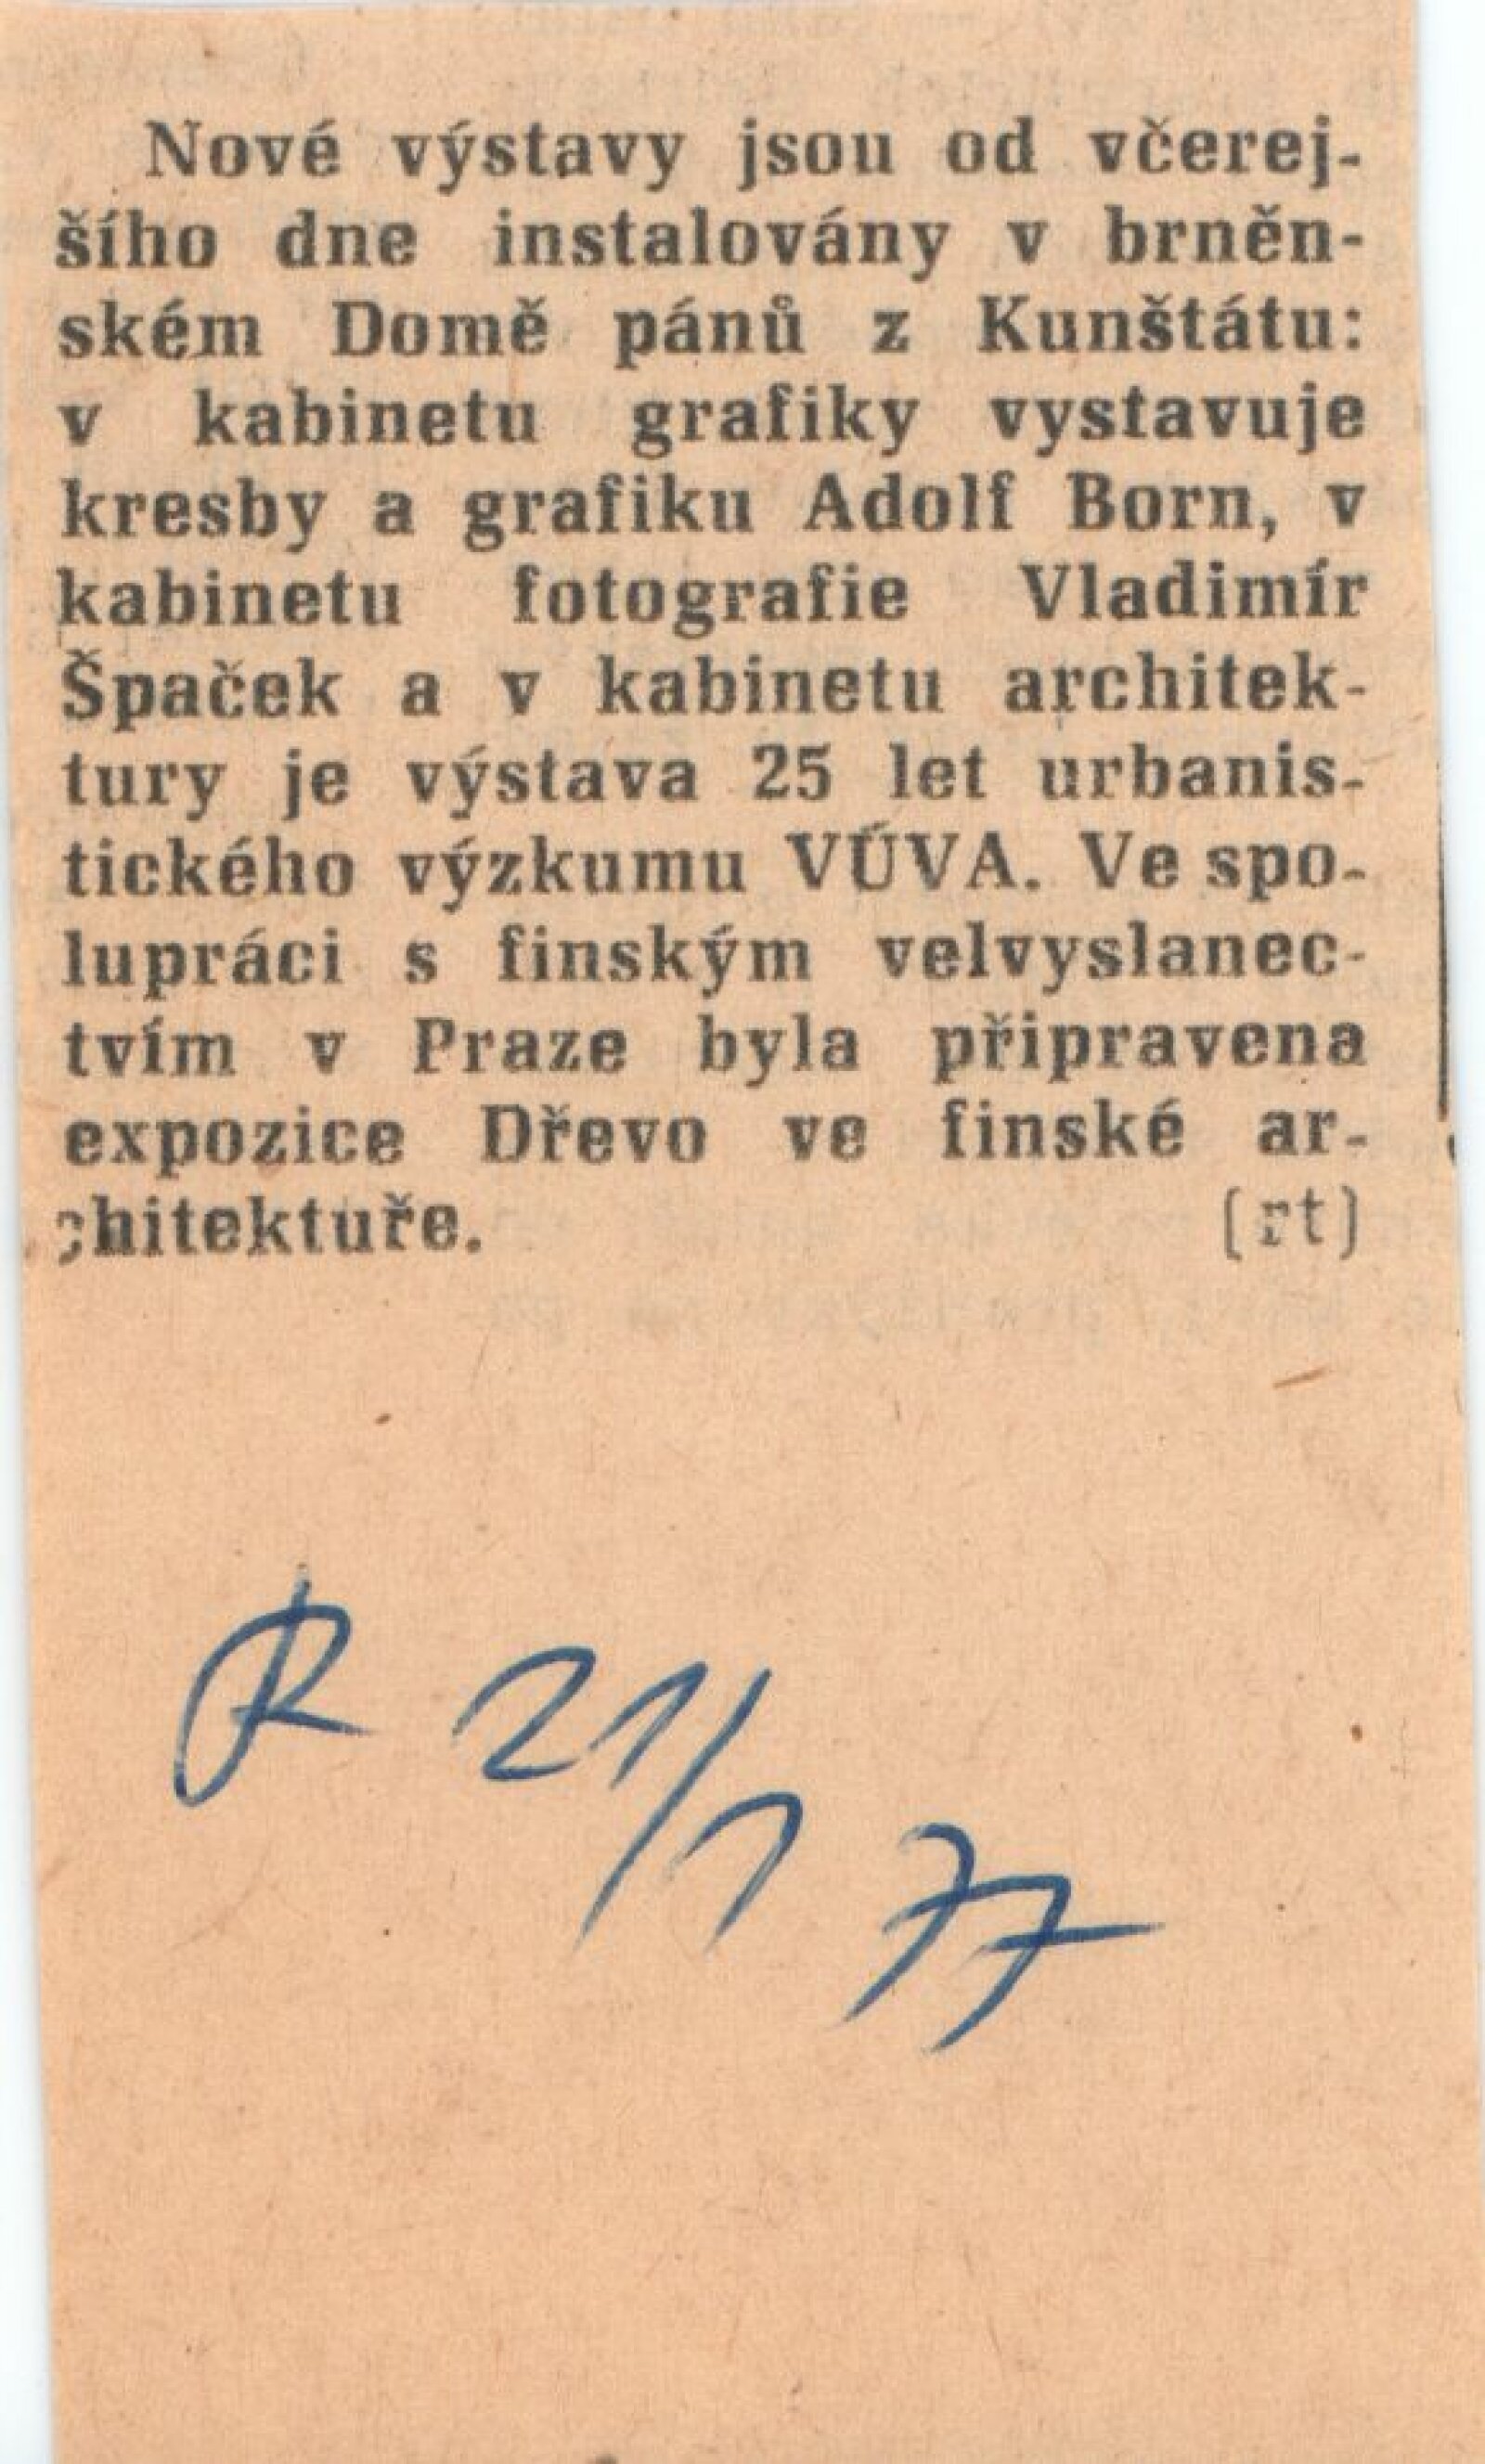 Nové výstavy jsou od včerej-
šího dne instalovány v brněn-
ském Domě pánů z Kunštátu:
v kabinetu grafiky vystavuje
kresby a grafiku Adolf Born, v
kabinetu fotografie Vladimír
Špaček a v kabinetu architek-
tury je výstava 25 let urbanis-
tického výzkumu VÚVA. Ve spo-
lupráci s finským velvyslanec-
tvím v Praze byla připravena
expozice Dřevo ve finské ar-
chitektuře. (rt)
R 21/1 77